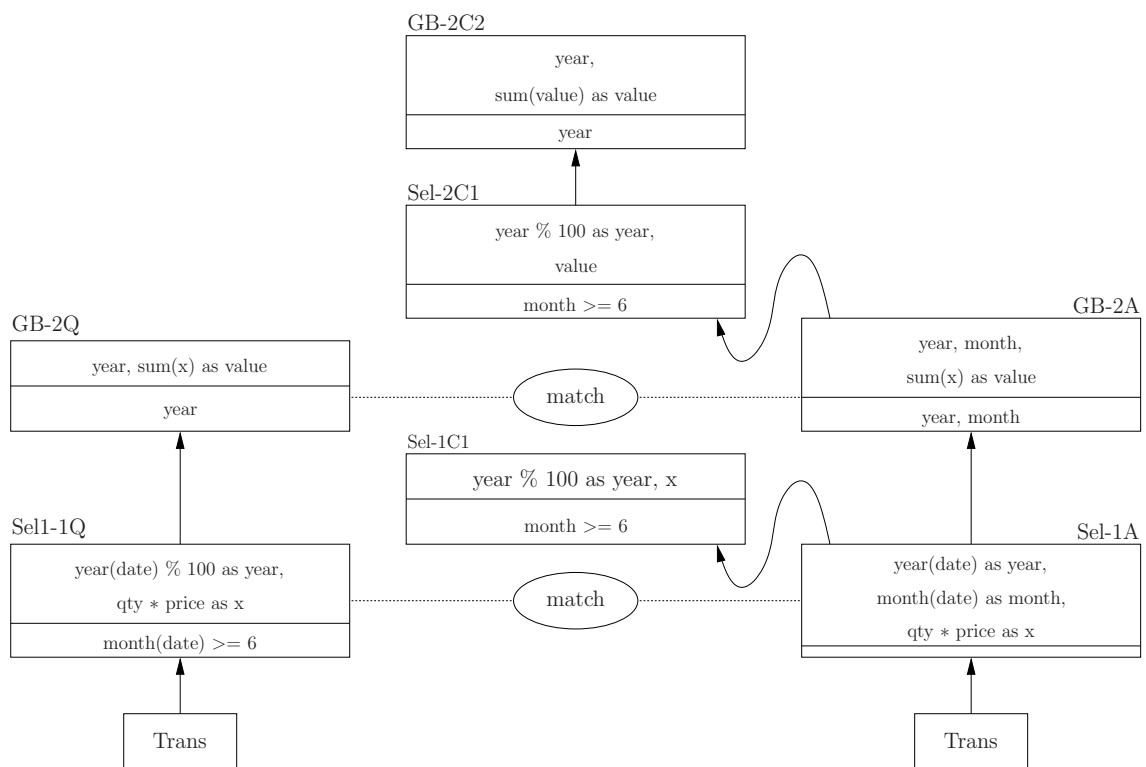 GB-2C2
year,
sum(value) as value
year
Sel-2C1
year % 100 as year,
value
month >= 6
GB-2Q
year, sum(x) as value
year
match
GB-2A
year, month,
sum(x) as value
year, month
Sel-1C1
year % 100 as year, x
month >= 6
Sel1-1Q
year(date) % 100 as year,
qty * price as x
month(date) >= 6
match
Sel-1A
year(date) as year,
month(date) as month,
qty * price as x
Trans
Trans